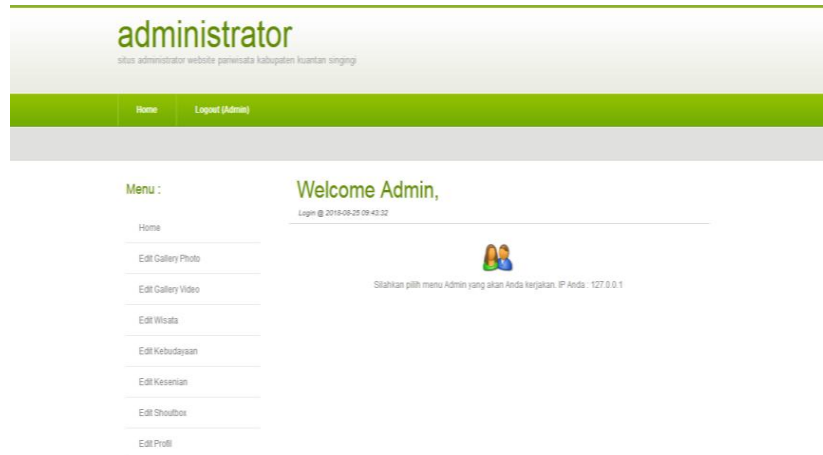 administrator
situs administrator website pariwisata kabupaten kuantan singingi
Home
Logout (Admin)
Menu :
Home
Edit Gallery Photo
Edit Gallery Video
Edit Wisata
Edit Kebudayaan
Edit Kesenian
Edit Shoutbox
Edit Profil
Welcome Admin,
Login @ 2015-08-25 09:43:32
Silahkan pilih menu Admin yang akan Anda kerjakan. IP Anda : 127.0.0.1